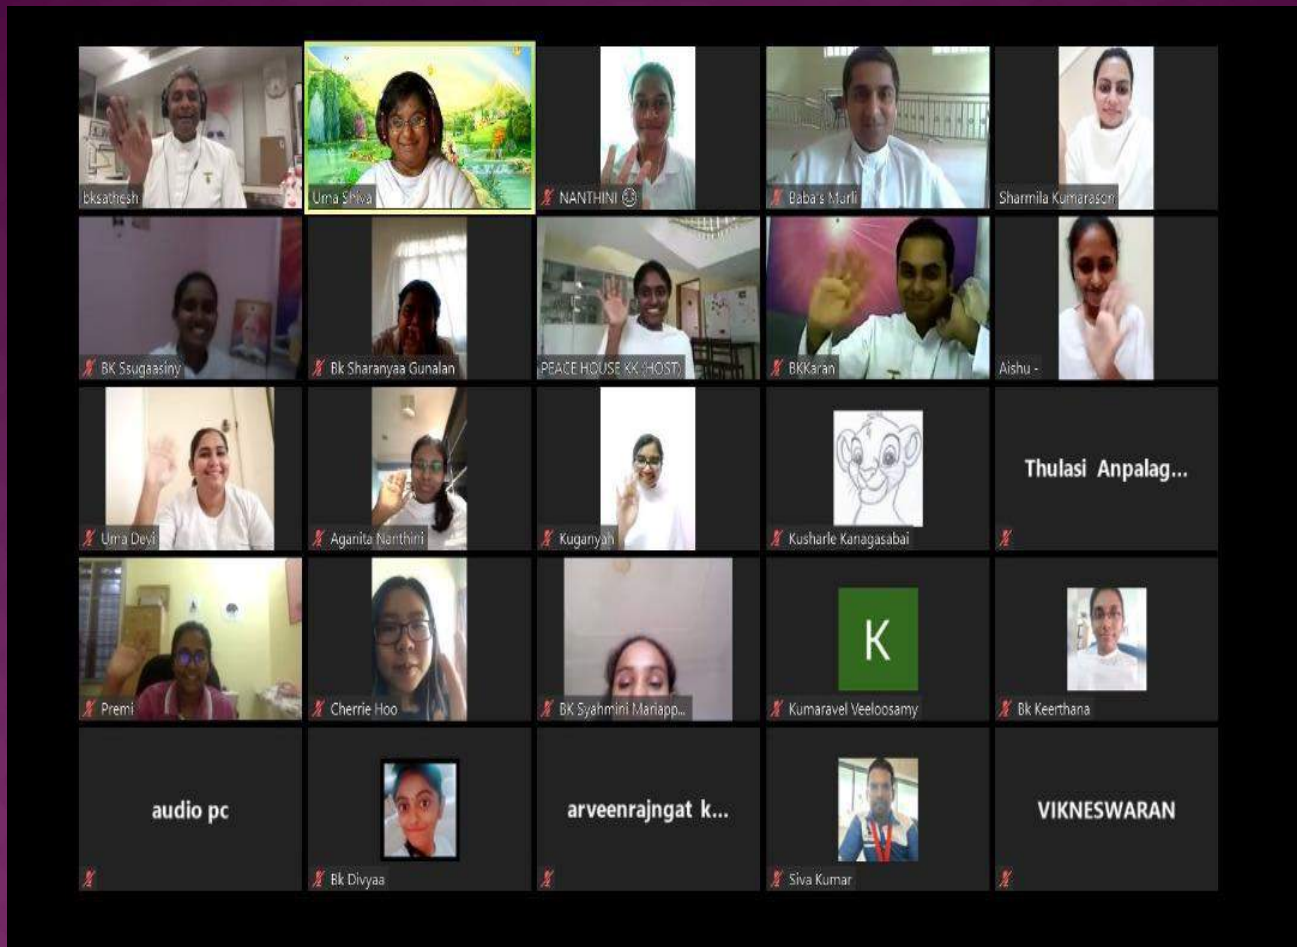 bksathesh
Uma Shiva
NANTHINI
Baba's Murli
Sharmila Kumarason
BK Ssugaasiny
Bk Sharanyaa Gunalan
PEACE HOUSE KK (HOST)
BKKaran
Aishu -
Uma Devi
Aganita Nanthini
Kuganyah
Kusharle Kanagasabai
Thulasi Anpalag...
Premi
Cherrie Hoo
BK Syahmini Mariapp...
K
Kumaravel Veeloosamy
Bk Keerthana
audio pc
Bk Divyaa
arveenrajngat k...
Siva Kumar
VIKNESWARAN